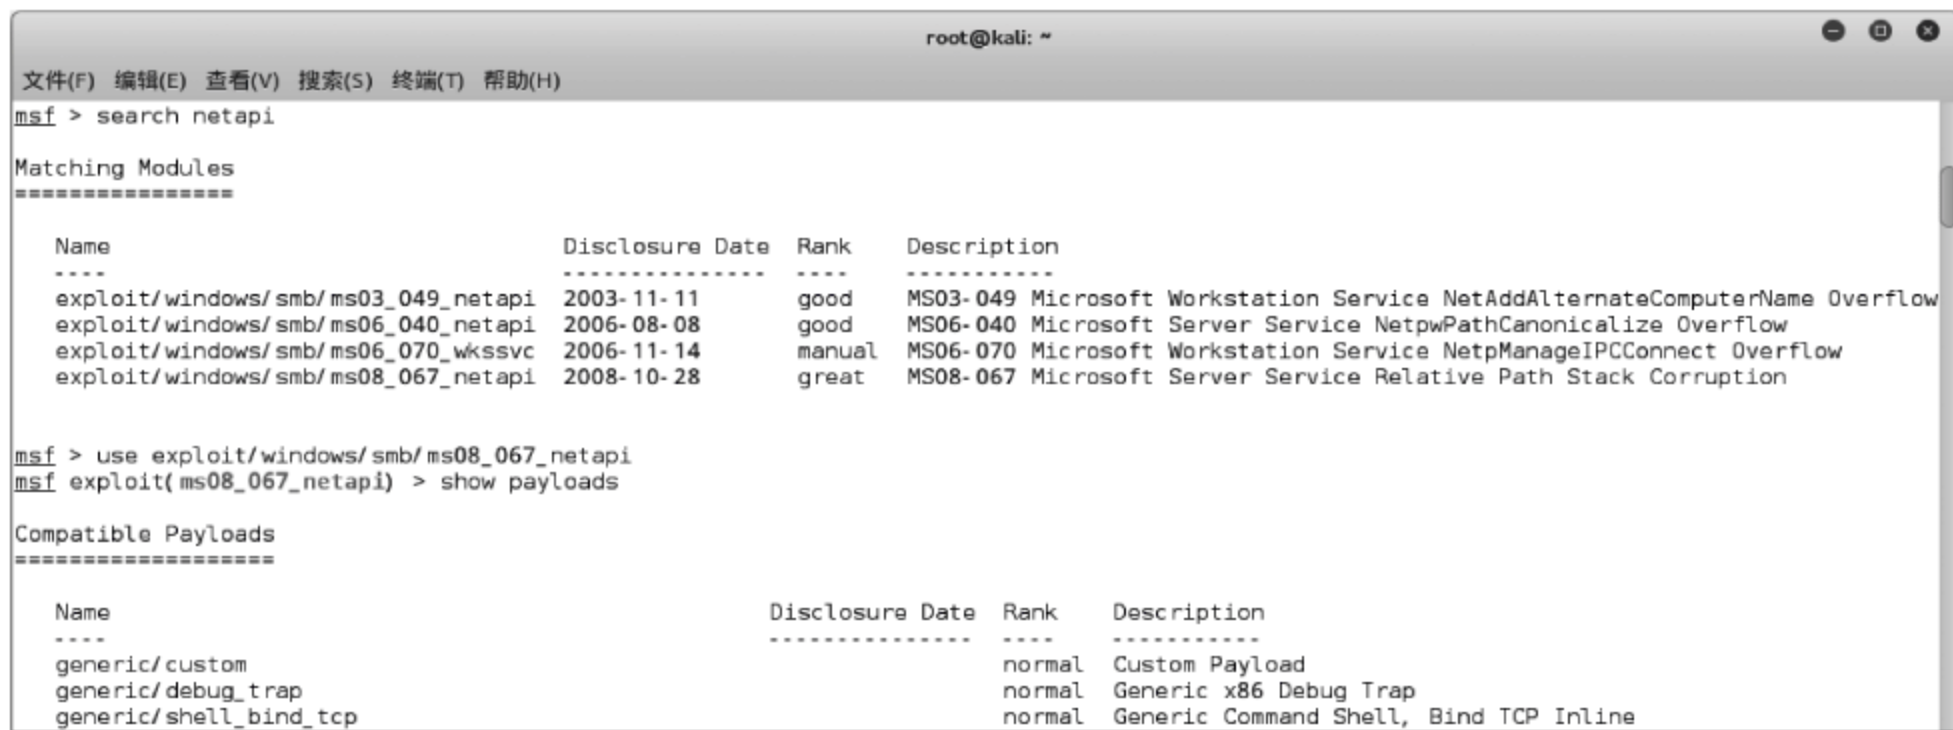 root@kali: ~
文件(F) 编辑(E) 查看(V) 搜索(S) 终端(T) 帮助(H)
msf > search netapi
Matching Modules
================
Name Disclosure Date Rank Description
---- --------------- ---- -----------
exploit/windows/smb/ms03_049_netapi 2003-11-11 good MS03-049 Microsoft Workstation Service NetAddAlternateComputerName Overflow
exploit/windows/smb/ms06_040_netapi 2006-08-08 good MS06-040 Microsoft Server Service NetpwPathCanonicalize Overflow
exploit/windows/smb/ms06_070_wkssvc 2006-11-14 manual MS06-070 Microsoft Workstation Service NetpManageIPCConnect Overflow
exploit/windows/smb/ms08_067_netapi 2008-10-28 great MS08-067 Microsoft Server Service Relative Path Stack Corruption
msf > use exploit/windows/smb/ms08_067_netapi
msf exploit(ms08_067_netapi) > show payloads
Compatible Payloads
===================
Name Disclosure Date Rank Description
---- --------------- ---- -----------
generic/custom normal Custom Payload
generic/debug_trap normal Generic x86 Debug Trap
generic/shell_bind_tcp normal Generic Command Shell, Bind TCP Inline